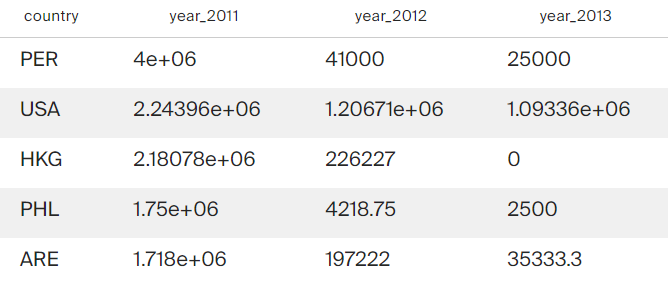 country year_2011 year_2012 year_2013
PER 4e+06 41000 25000
USA 2.24396e+06 1.20671e+06 1.09336e+06
HKG 2.18078e+06 226227 0
PHL 1.75e+06 4218.75 2500
ARE 1.718e+06 197222 35333.3